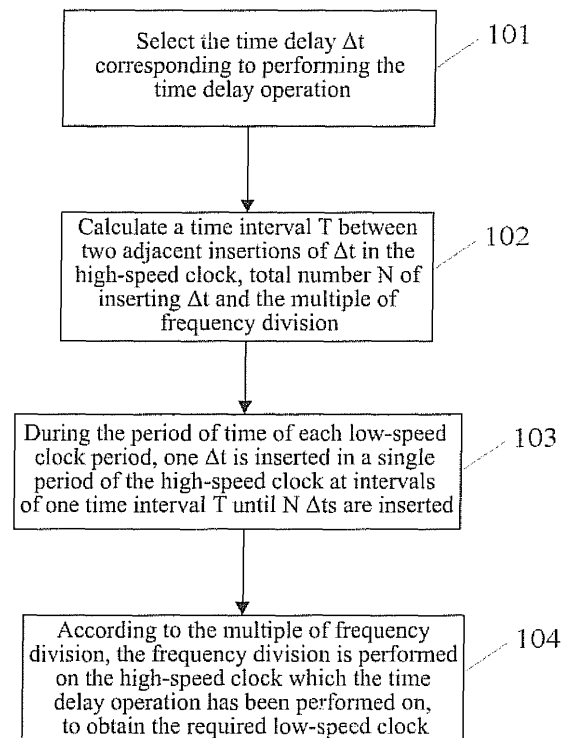 Select the time delay Δt
corresponding to performing the
time delay operation
101
Calculate a time interval T between
two adjacent insertions of Δt in the
high-speed clock, total number N of
inserting Δt and the multiple of
frequency division
102
During the period of time of each low-speed
clock period, one Δt is inserted in a single
period of the high-speed clock at intervals
of one time interval T until N Δts are inserted
103
According to the multiple of frequency
division, the frequency division is performed
on the high-speed clock which the time
delay operation has been performed on,
to obtain the required low-speed clock
104